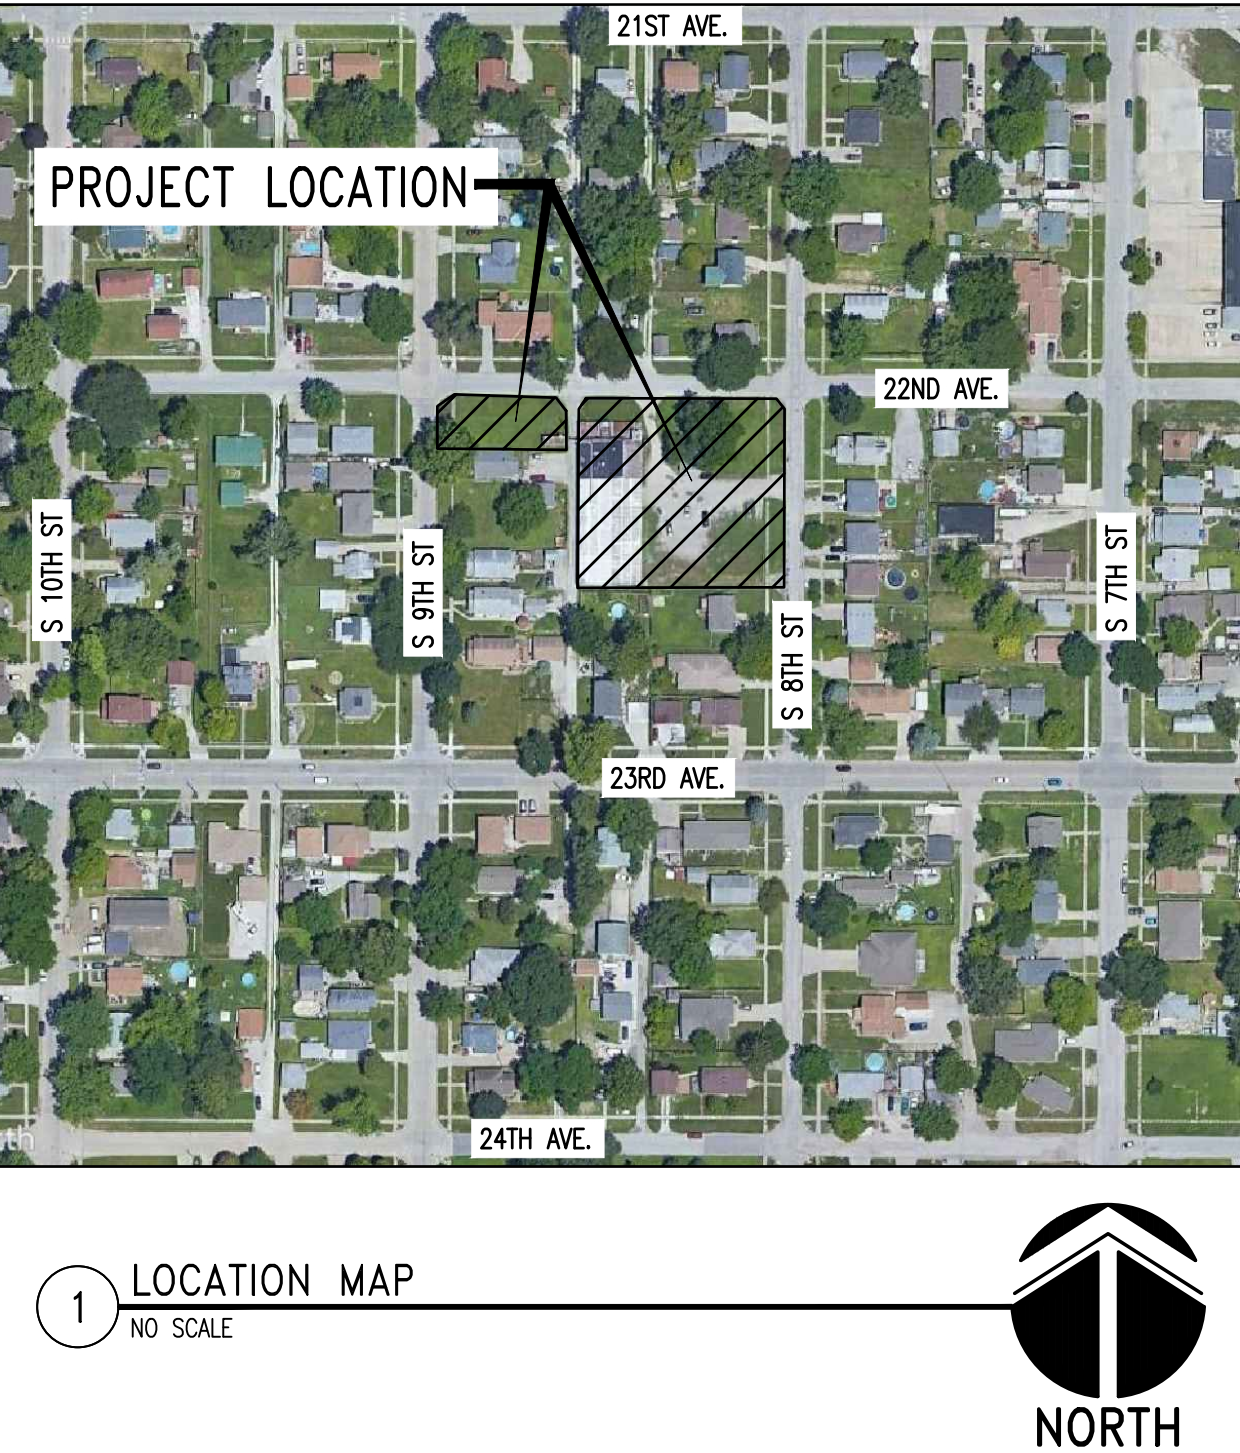 21ST AVE.
PROJECT LOCATION
22ND AVE.
S 10TH ST
S 9TH ST
S 7TH ST
S 8TH ST
23RD AVE.
24TH AVE.
1
LOCATION MAP
NO SCALE
NORTH